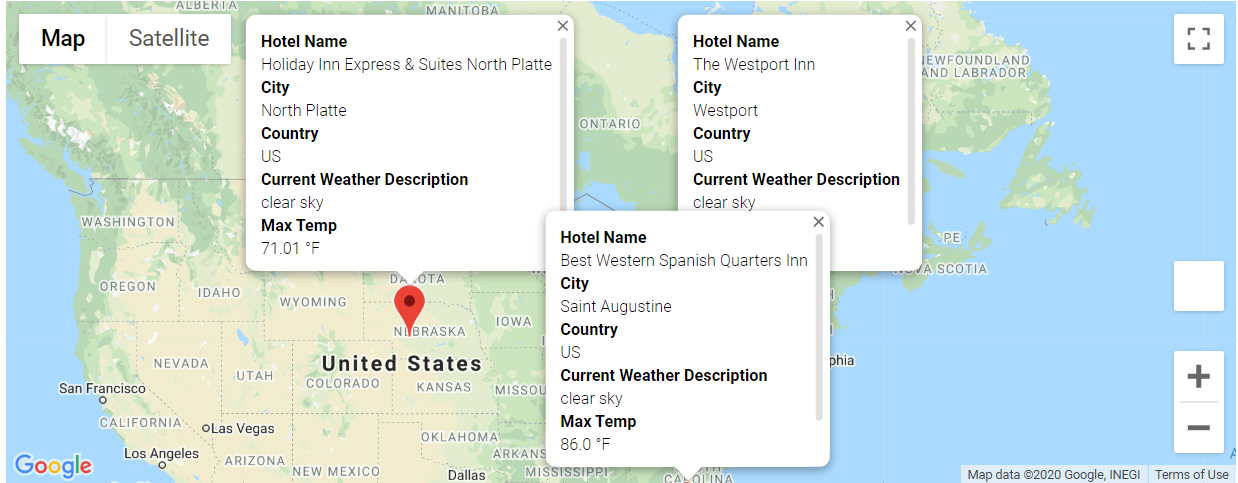 Map
Satellite
ALBERTA
MANITOBA
Hotel Name
Holiday Inn Express & Suites North Platte
City
North Platte
Country
US
Current Weather Description
clear sky
Max Temp
71.01 °F
Hotel Name
The Westport Inn
City
Westport
Country
US
Current Weather Description
clear sky
Hotel Name
Best Western Spanish Quarters Inn
City
Saint Augustine
Country
US
Current Weather Description
clear sky
Max Temp
86.0 °F
ONTARIO
EWFOUNDLAND
AND LABRADOR
PE
NOVA SCOTIA
WASHINGTON
OREGON
IDAHO
WYOMING
DAKOTA
NEBRASKA
IOWA
United States
NEVADA
UTAH
COLORADO
KANSAS
MISSOU
phia
San Francisco
CALIFORNIA
Las Vegas
Los Angeles
ARIZONA
NEW MEXICO
OKLAHOMA
ARKANS
Dallas
MISSISSIPPI
CAROLINA
Google
Map data ©2020 Google, INEGI
Terms of Use